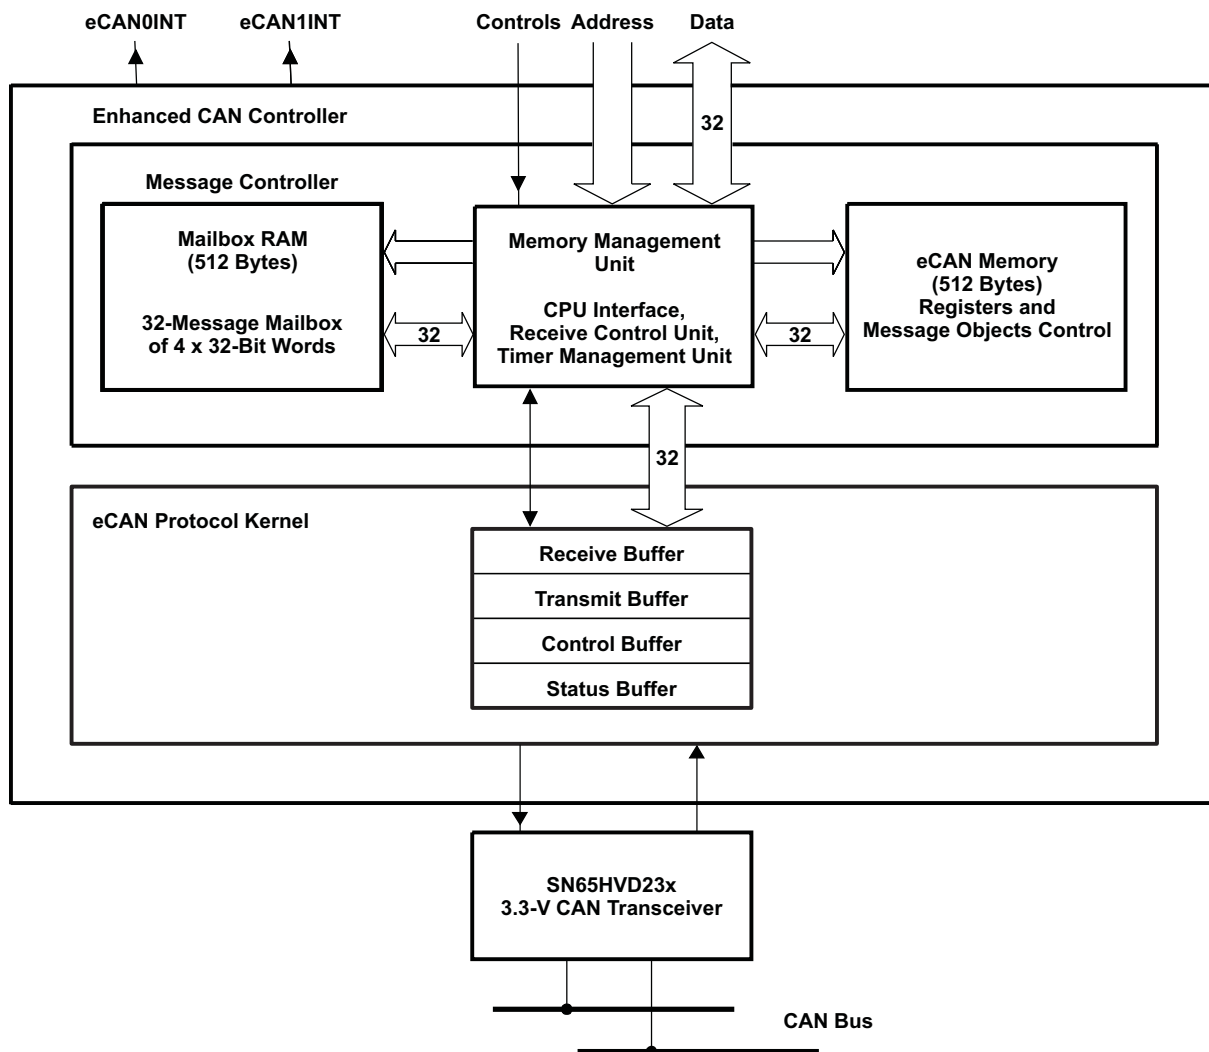 eCAN0INT
eCAN1INT
Controls
Address
Data
Enhanced CAN Controller
32
Message Controller
Mailbox RAM
(512 Bytes)
32-Message Mailbox
of 4 x 32-Bit Words
32
Memory Management
Unit
CPU Interface,
Receive Control Unit,
Timer Management Unit
32
eCAN Memory
(512 Bytes)
Registers and
Message Objects Control
32
eCAN Protocol Kernel
Receive Buffer
Transmit Buffer
Control Buffer
Status Buffer
SN65HVD23x
3.3-V CAN Transceiver
CAN Bus